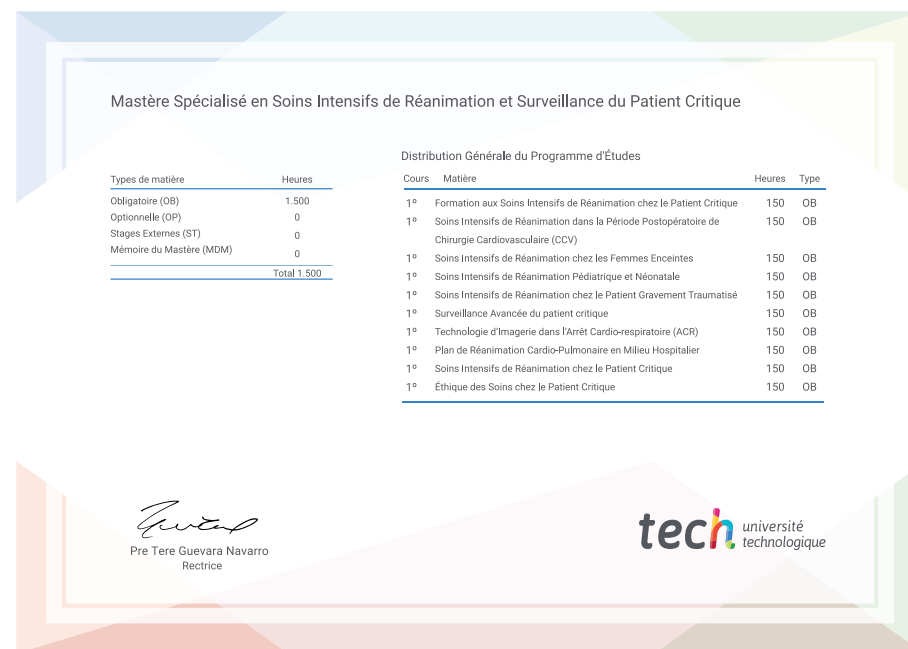 Mastère Spécialisé en Soins Intensifs de Réanimation et Surveillance du Patient Critique
Types de matière Heures
Obligatoire (OB) 1.500
Optionnelle (OP) 0
Stages Externes (ST) 0
Mémoire du Mastère (MDM) 0
Total 1.500
Distribution Générale du Programme d'Études
Cours Matière Heures Type
1º Formation aux Soins Intensifs de Réanimation chez le Patient Critique 150 OB
1º Soins Intensifs de Réanimation dans la Période Postopératoire de 150 OB
Chirurgie Cardiovasculaire (CCV)
1º Soins Intensifs de Réanimation chez les Femmes Enceintes 150 OB
1º Soins Intensifs de Réanimation Pédiatrique et Néonatale 150 OB
1º Soins Intensifs de Réanimation chez le Patient Gravement Traumatisé 150 OB
1º Surveillance Avancée du patient critique 150 OB
1º Technologie d'Imagerie dans l'Arrêt Cardio-respiratoire (ACR) 150 OB
1º Plan de Réanimation Cardio-Pulmonaire en Milieu Hospitalier 150 OB
1º Soins Intensifs de Réanimation chez le Patient Critique 150 OB
1º Éthique des Soins chez le Patient Critique 150 OB
Pre Tere Guevara Navarro
Rectrice
tech université
technologique